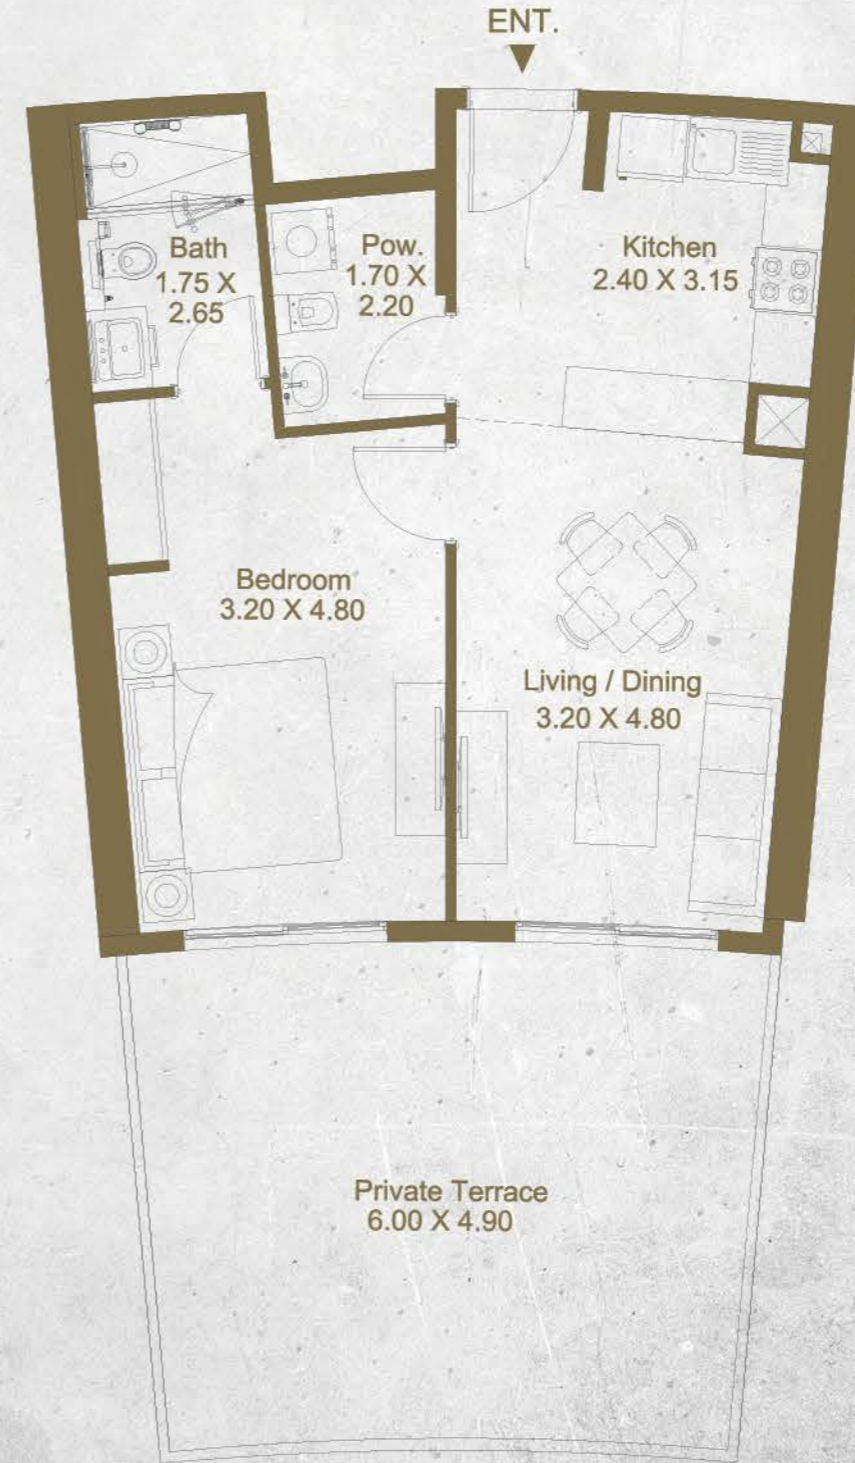 ENT.
Bath
1.75 X
2.65
Pow.
1.70 X
2.20
Kitchen
2.40 X 3.15
Bedroom
3.20 X 4.80
Living / Dining
3.20 X 4.80
Private Terrace
6.00 X 4.90